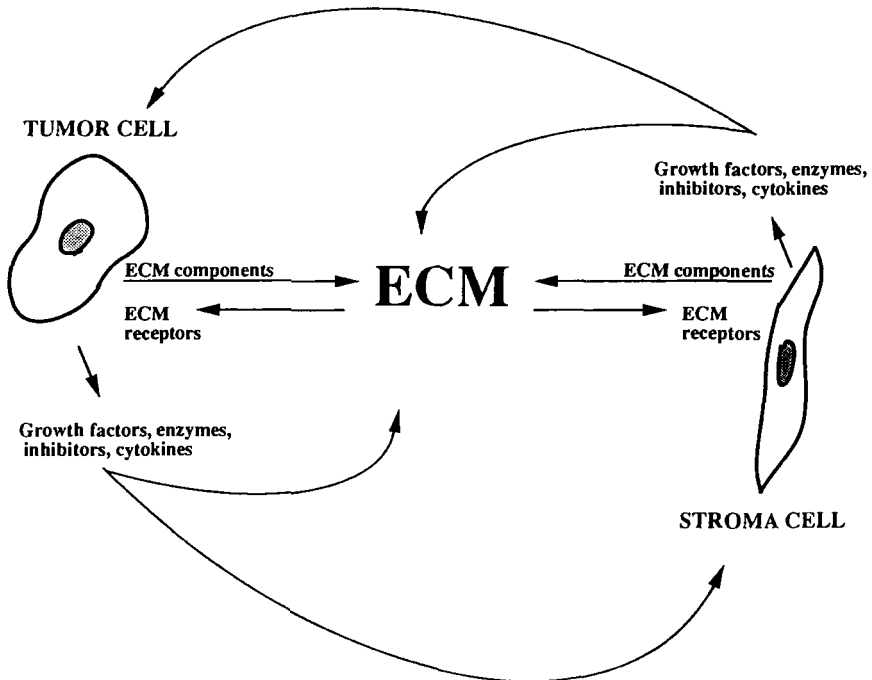 TUMOR CELL
Growth factors, enzymes,
inhibitors, cytokines
ECM components
ECM
ECM components
ECM
receptors
ECM
receptors
Growth factors, enzymes,
inhibitors, cytokines
STROMA CELL